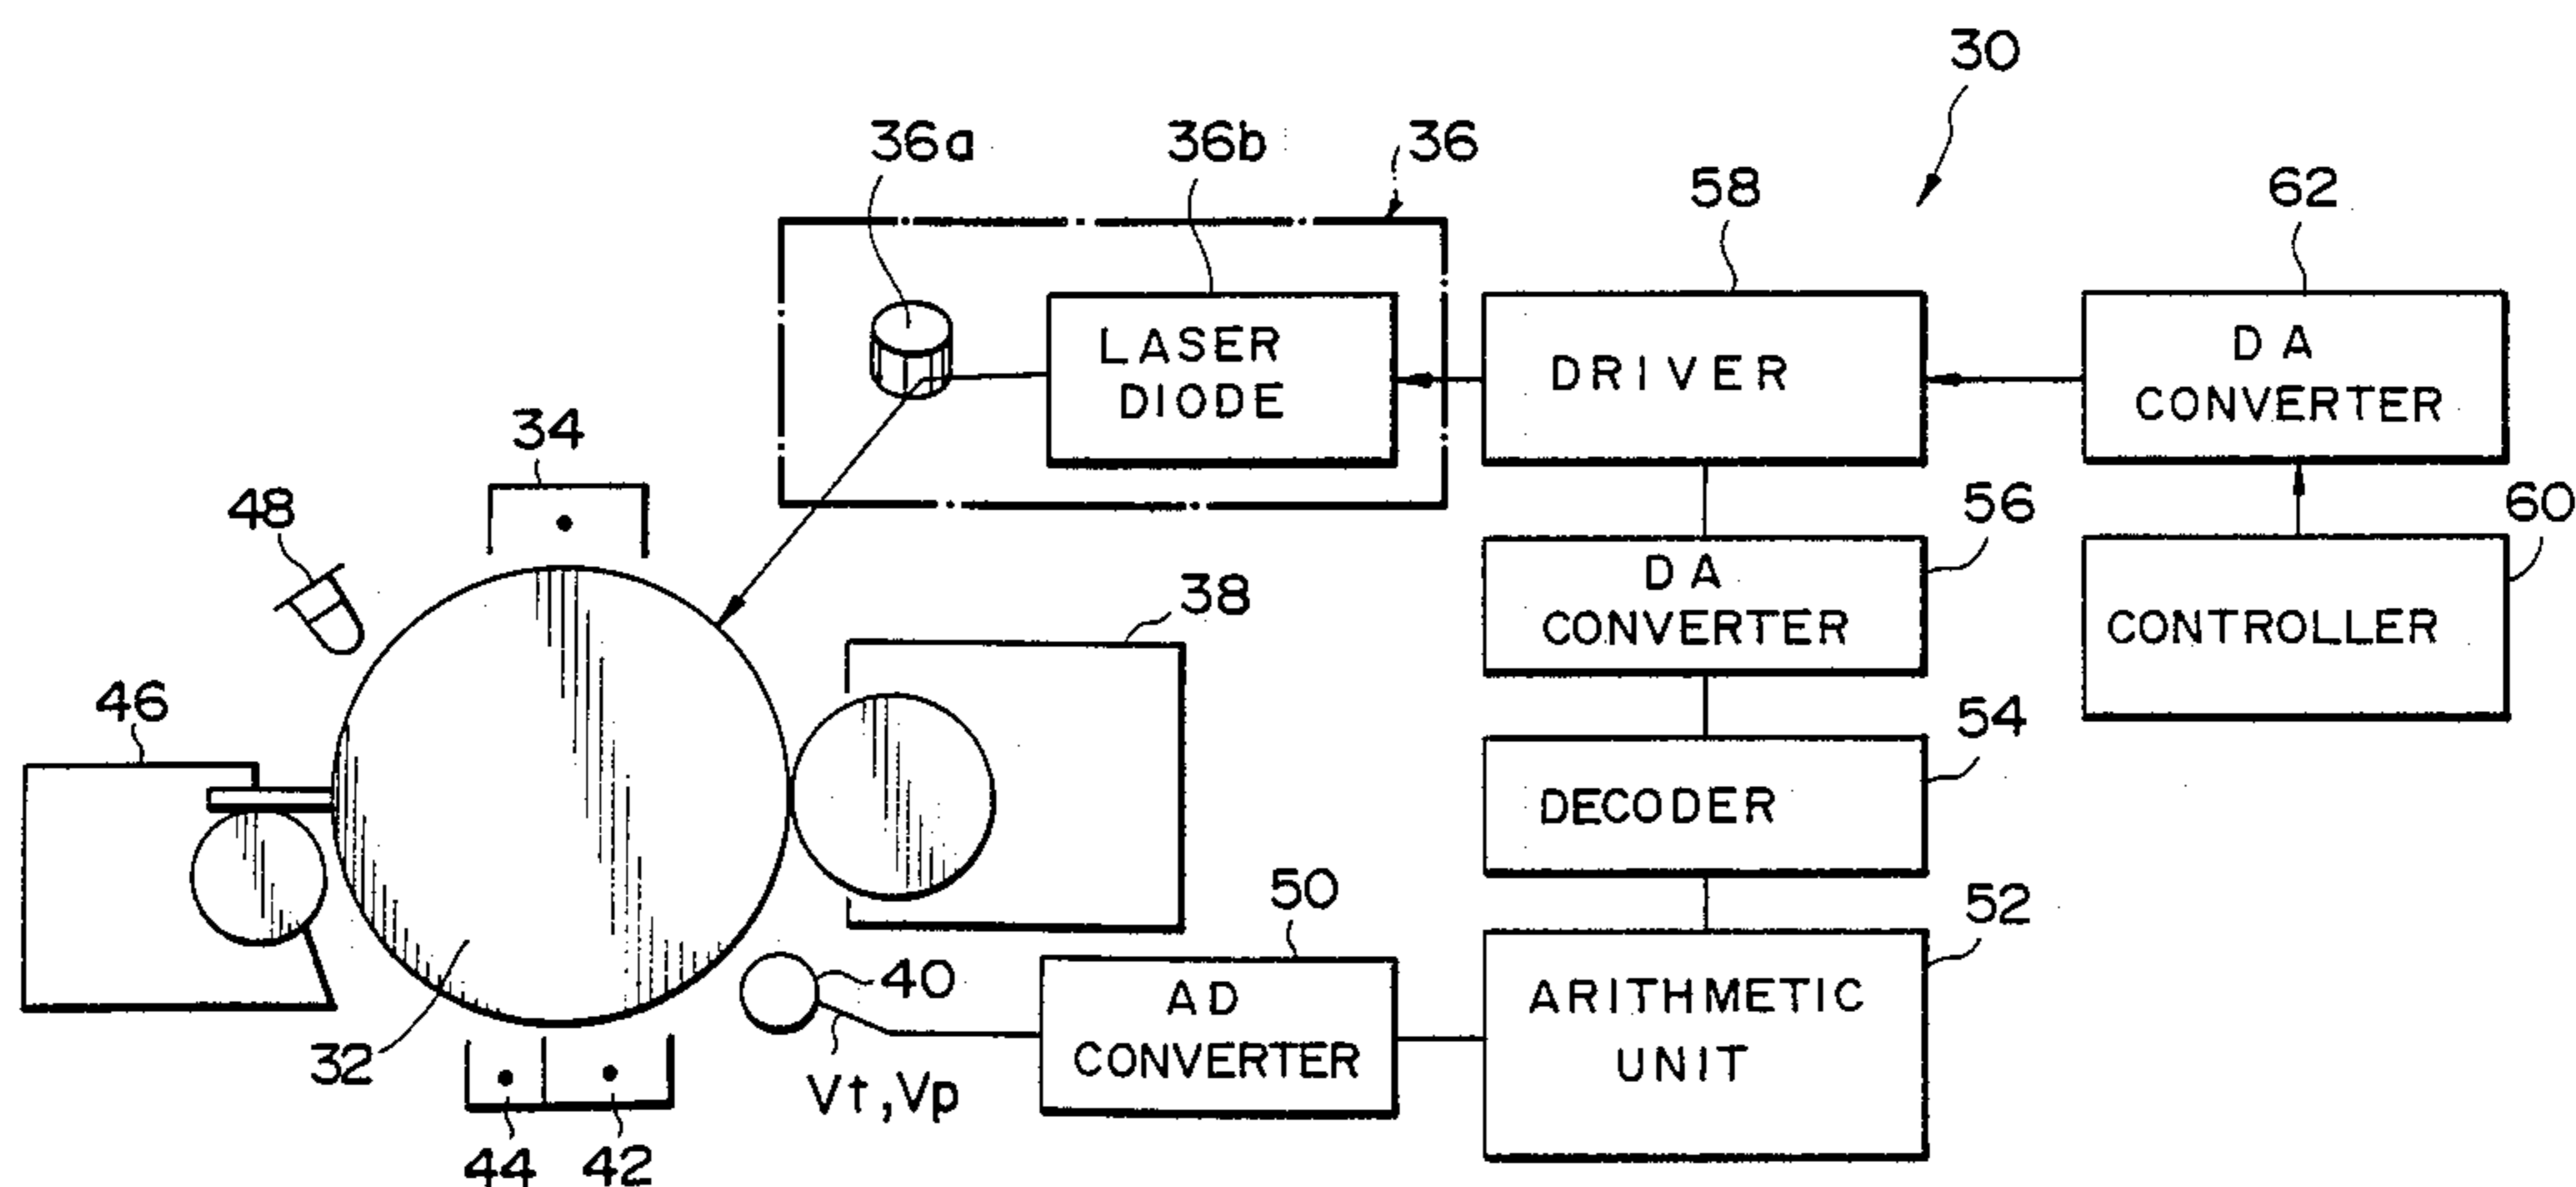 30
36a
36b
36
58
62
LASER
DIODE
DRIVER
DA
CONVERTER
34
48
56
60
DA
CONVERTER
CONTROLLER
38
46
54
DECODER
50
52
40
AD
CONVERTER
ARITHMETIC
UNIT
32
Vt, Vp
44
42